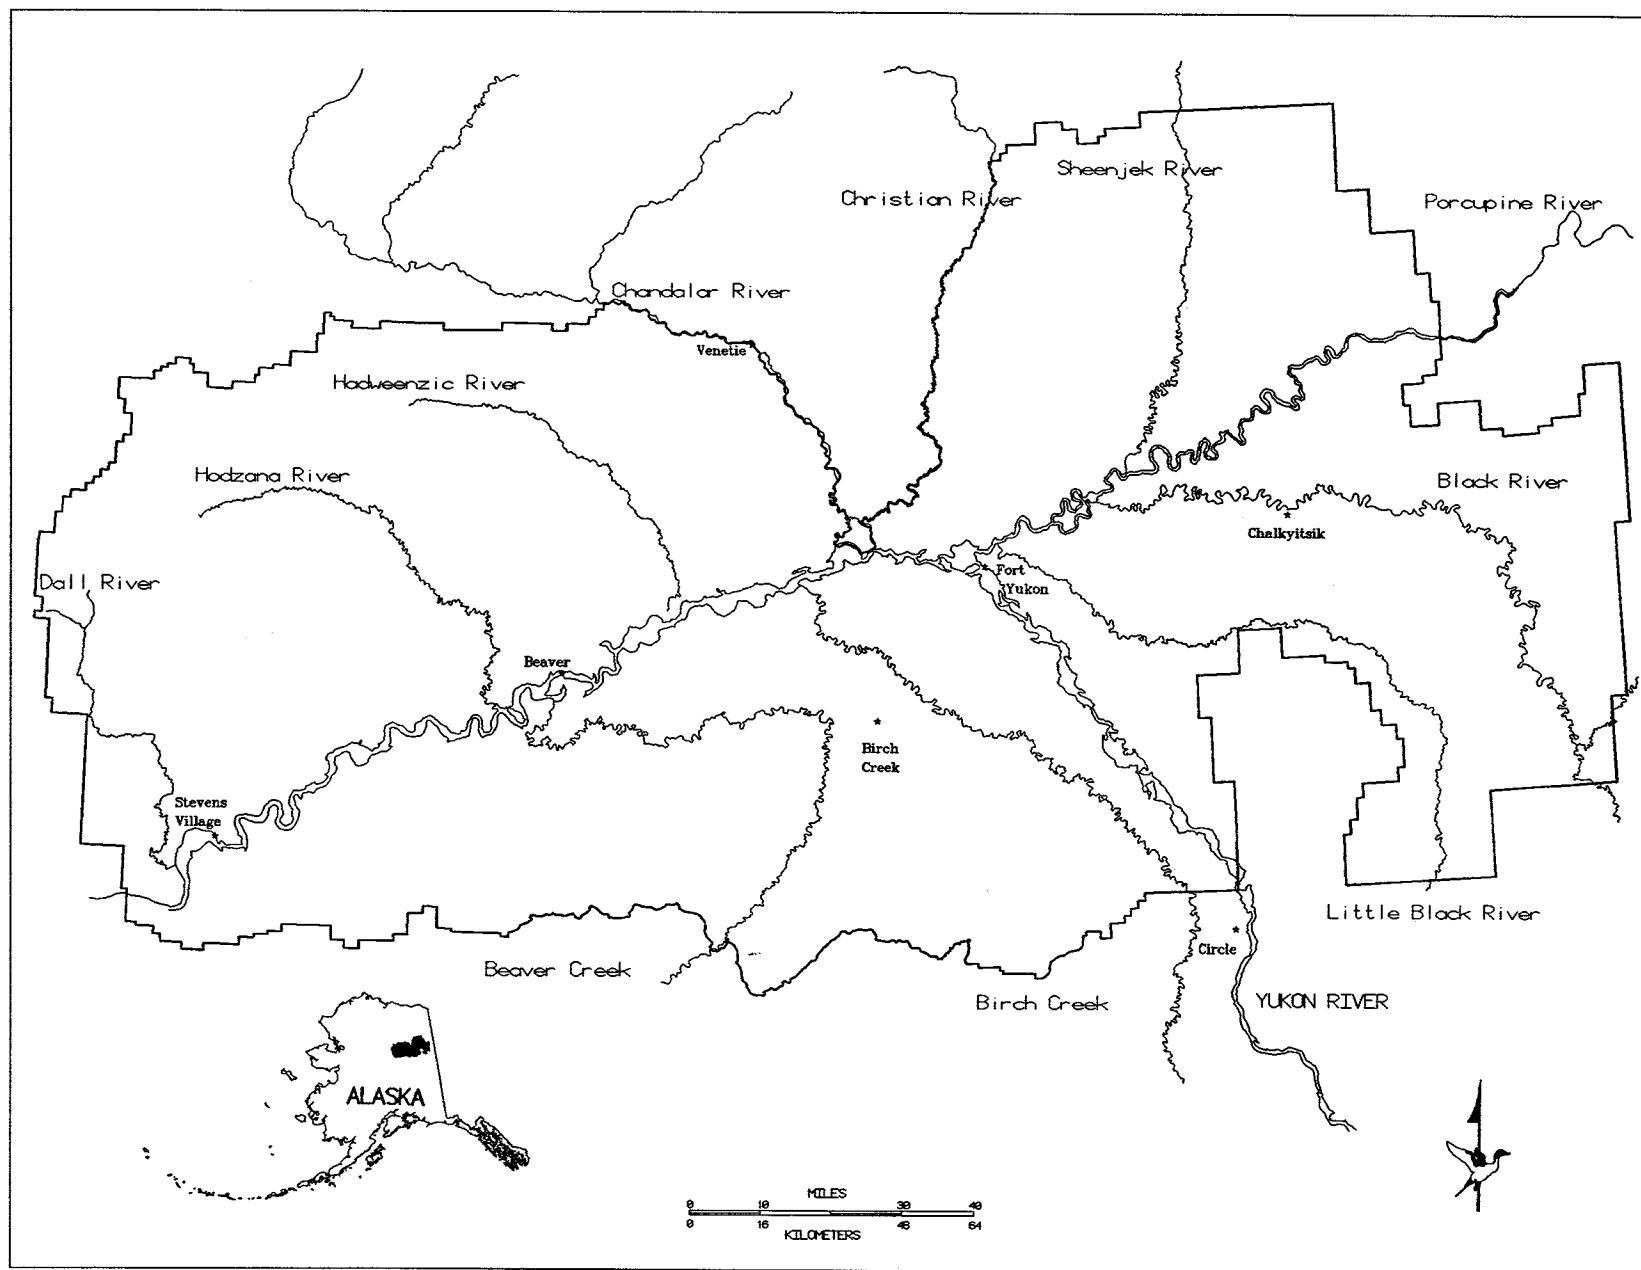 Sheenjek River
Christian River
Porcupine River
Chandalar River
Venetie
Hadweenzic River
Hodzana River
Black River
Chalkyitsik
Dall River
Fort
Yukon
Beaver
Birch
Creek
Stevens
Village
Little Black River
Circle
Beaver Creek
Birch Creek
YUKON RIVER
ALASKA
MILES
0 10 30 40
0 16 48 64
KILOMETERS